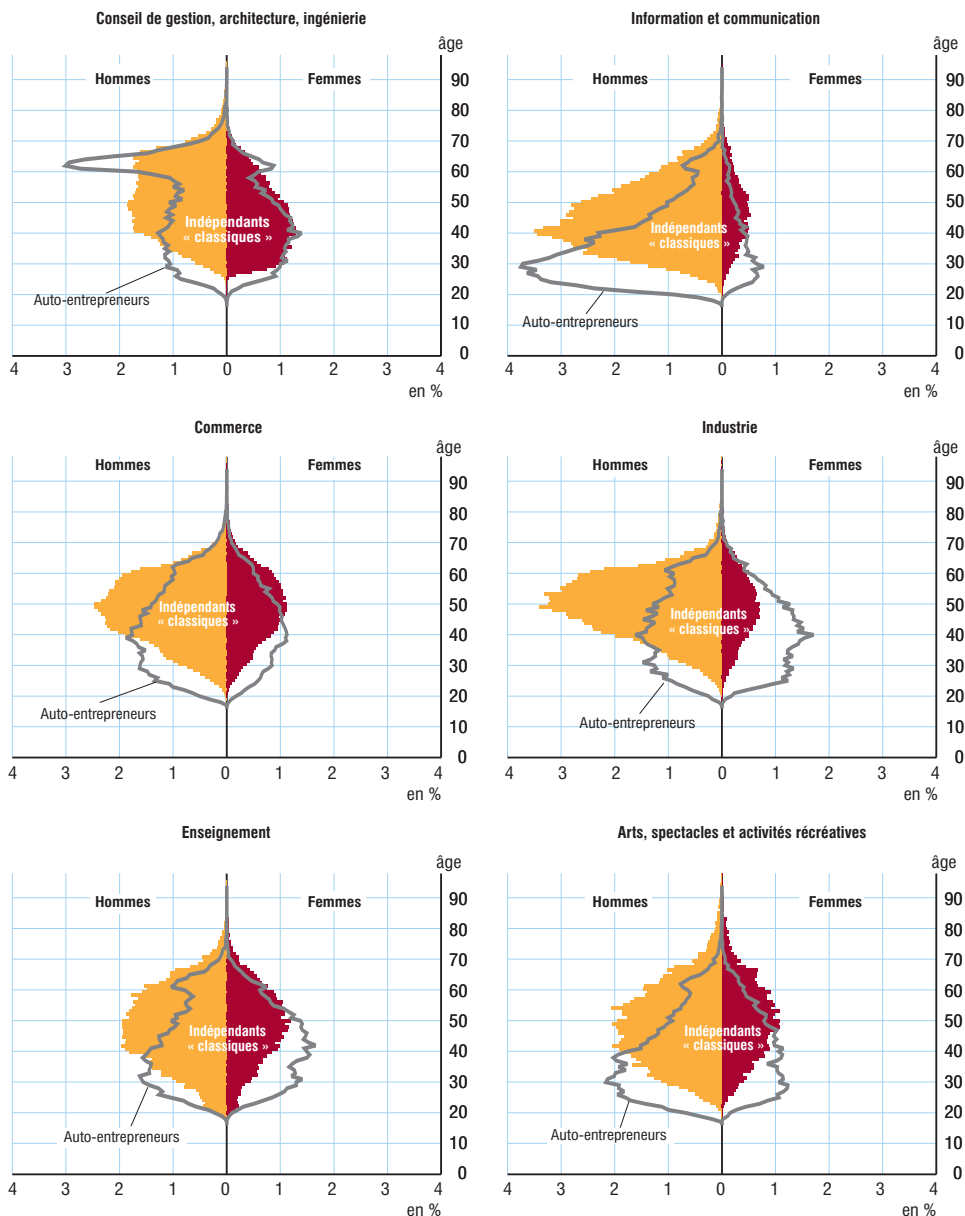 Conseil de gestion, architecture, ingénierie
âge
Hommes
Femmes
90
80
70
60
50
40
30
20
10
0
Indépendants
« classiques »
Auto-entrepreneurs
4 3 2 1 0 1 2 3 4
en %
Information et communication
âge
Hommes
Femmes
90
80
70
60
50
40
30
20
10
0
Indépendants
« classiques »
Auto-entrepreneurs
4 3 2 1 0 1 2 3 4
en %
Commerce
âge
Hommes
Femmes
90
80
70
60
50
40
30
20
10
0
Indépendants
« classiques »
Auto-entrepreneurs
4 3 2 1 0 1 2 3 4
en %
Industrie
âge
Hommes
Femmes
90
80
70
60
50
40
30
20
10
0
Indépendants
« classiques »
Auto-entrepreneurs
4 3 2 1 0 1 2 3 4
en %
Enseignement
âge
Hommes
Femmes
90
80
70
60
50
40
30
20
10
0
Indépendants
« classiques »
Auto-entrepreneurs
4 3 2 1 0 1 2 3 4
en %
Arts, spectacles et activités récréatives
âge
Hommes
Femmes
90
80
70
60
50
40
30
20
10
0
Indépendants
« classiques »
Auto-entrepreneurs
4 3 2 1 0 1 2 3 4
en %